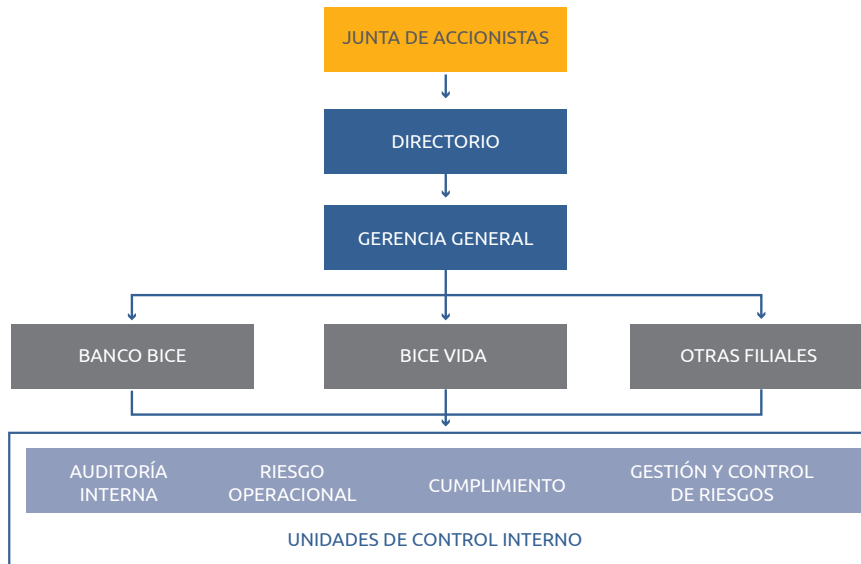 JUNTA DE ACCIONISTAS
DIRECTORIO
GERENCIA GENERAL
BANCO BICE
BICE VIDA
OTRAS FILIALES
AUDITORÍA
INTERNA
RIESGO
OPERACIONAL
CUMPLIMIENTO
GESTIÓN Y CONTROL
DE RIESGOS
UNIDADES DE CONTROL INTERNO